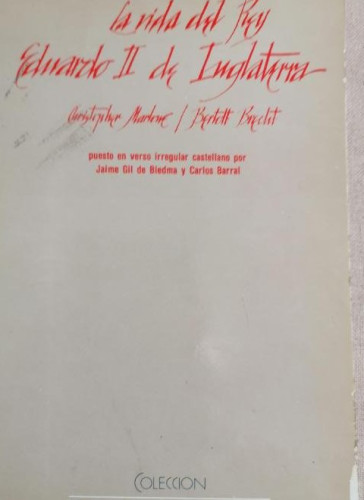 La vida del Rey
Eduardo II de Inglaterra
Christopher Marlowe / Bertolt Brecht
puesto en verso irregular castellano por
Jaime Gil de Biedma y Carlos Barral
COLECCION